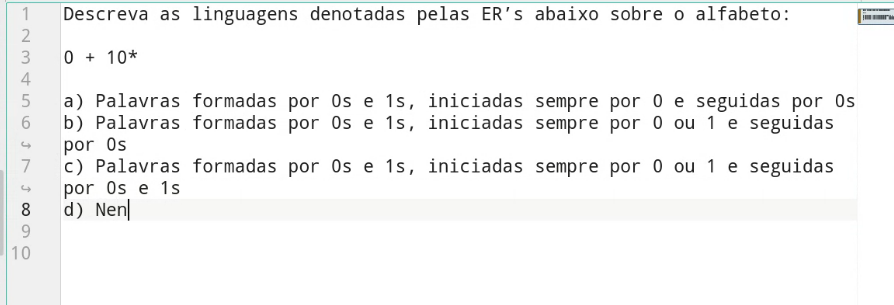 1 Descreva as linguagens denotadas pelas ER’s abaixo sobre o alfabeto:
2
3 0 + 10*
4
5 a) Palavras formadas por 0s e 1s, iniciadas sempre por 0 e seguidas por 0s
6 b) Palavras formadas por 0s e 1s, iniciadas sempre por 0 ou 1 e seguidas
↪ por 0s
7 c) Palavras formadas por 0s e 1s, iniciadas sempre por 0 ou 1 e seguidas
↪ por 0s e 1s
8 d) Nen
9
10